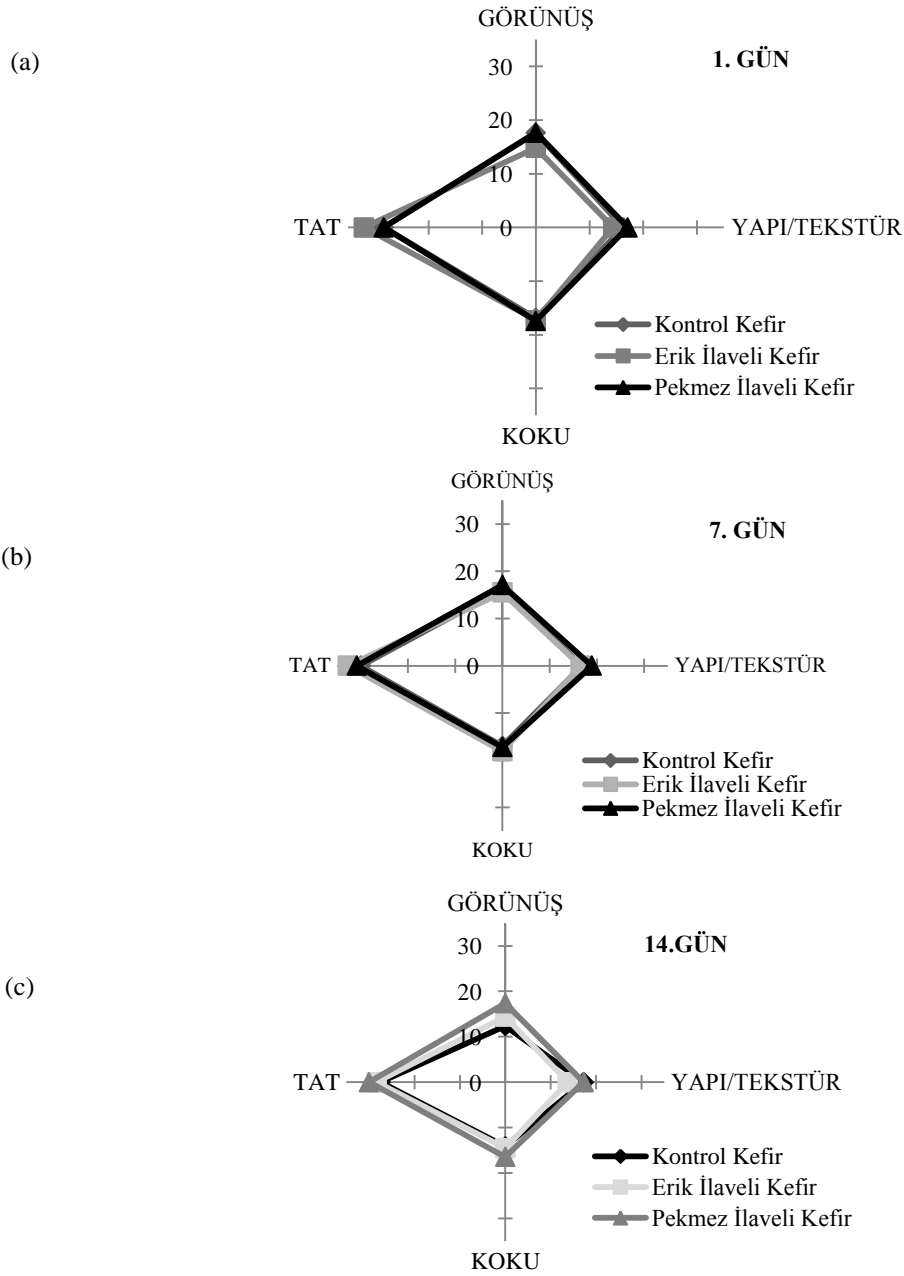 GÖRÜNÜŞ
(a)
1. GÜN
30
20
10
TAT
0
YAPI/TEKSTÜR
Kontrol Kefir
Erik İlaveli Kefir
Pekmez İlaveli Kefir
KOKU
GÖRÜNÜŞ
7. GÜN
30
(b)
20
10
TAT
0
YAPI/TEKSTÜR
Kontrol Kefir
Erik İlaveli Kefir
Pekmez İlaveli Kefir
KOKU
GÖRÜNÜŞ
14.GÜN
30
(c)
20
10
TAT
0
YAPI/TEKSTÜR
Kontrol Kefir
Erik İlaveli Kefir
Pekmez İlaveli Kefir
KOKU